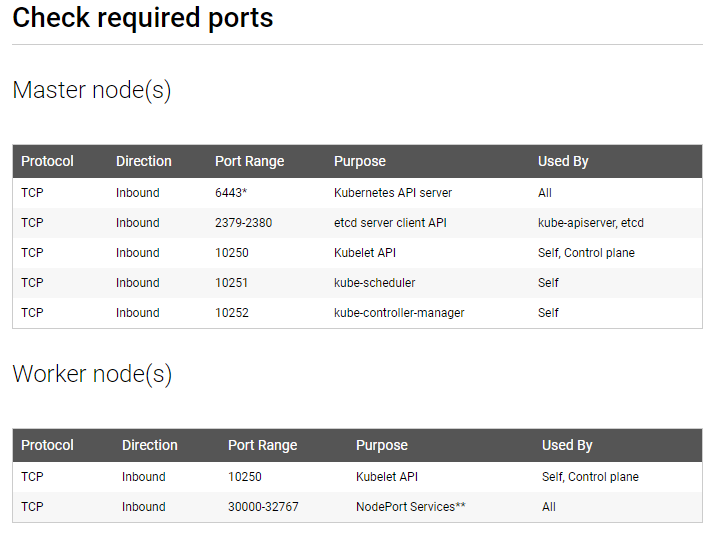 Check required ports
Master node(s)
Protocol Direction Port Range Purpose Used By
TCP Inbound 6443* Kubernetes API server All
TCP Inbound 2379-2380 etcd server client API kube-apiserver, etcd
TCP Inbound 10250 Kubelet API Self, Control plane
TCP Inbound 10251 kube-scheduler Self
TCP Inbound 10252 kube-controller-manager Self
Worker node(s)
Protocol Direction Port Range Purpose Used By
TCP Inbound 10250 Kubelet API Self, Control plane
TCP Inbound 30000-32767 NodePort Services** All